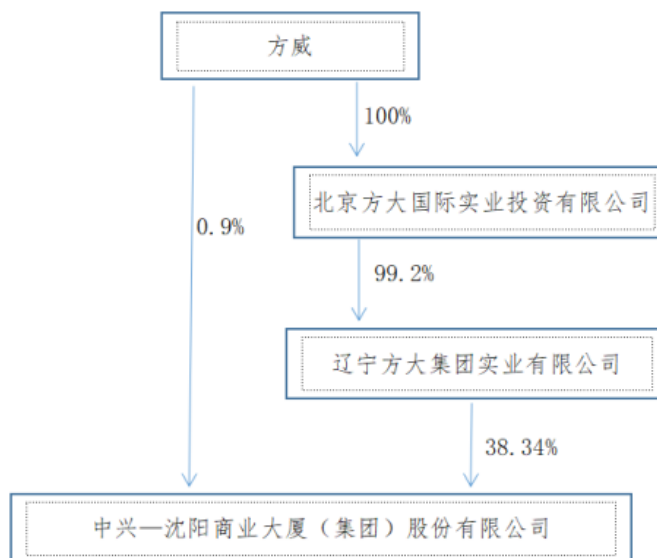 方威
100%
北京方大国际实业投资有限公司
0.9%
99.2%
辽宁方大集团实业有限公司
38.34%
中兴—沈阳商业大厦（集团）股份有限公司